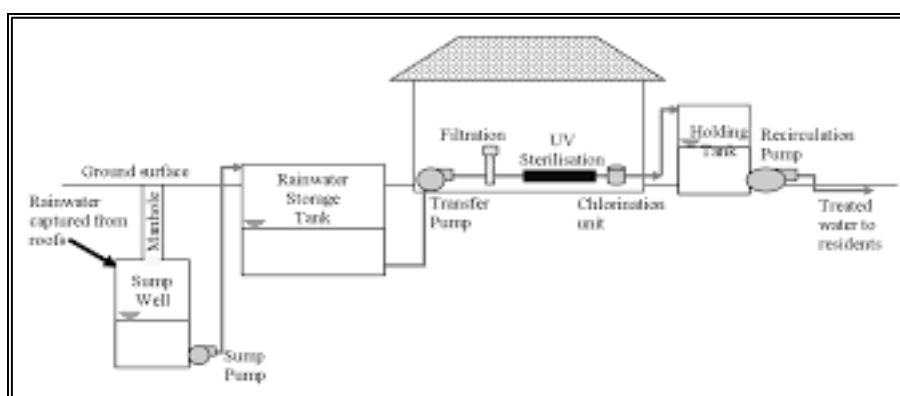 Ground surface
Rainwater
captured from
roofs
Manhole
Sump
Well
Sump
Pump
Rainwater
Storage
Tank
Transfer
Pump
Filtration
UV
Sterilisation
Chlorination
unit
Holding
Tank
Recirculation
Pump
Treated
water to
residents